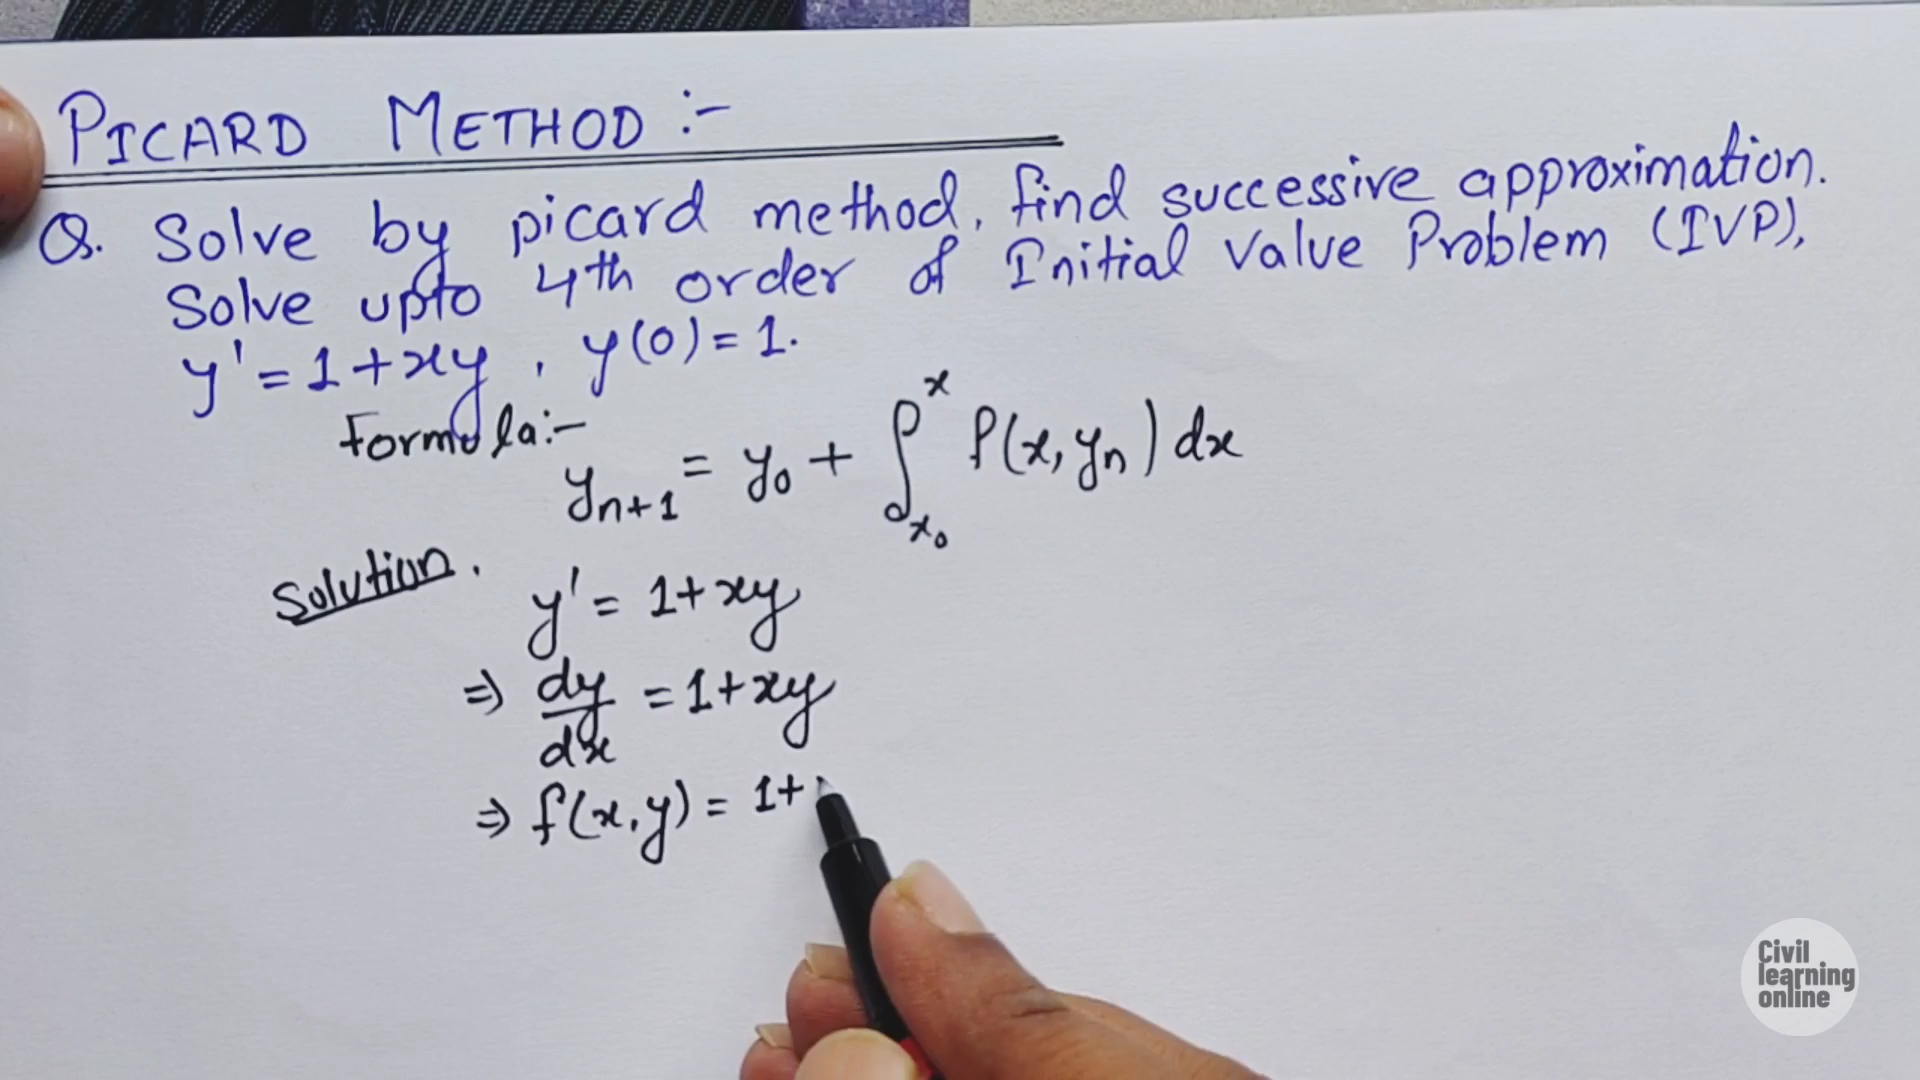 PICARD METHOD :-
Q. Solve by picard method, find successive approximation.
Solve upto 4th order of Initial Value Problem (IVP),
y' = 1+xy , y(0) = 1.
Formula:-
yₙ₊₁ = y₀ + ∫ₓ₀ˣ f(x, yₙ) dx
Solution.
y' = 1+xy
⇒ dy/dx = 1+xy
⇒ f(x,y) = 1+
Civil
learning
online